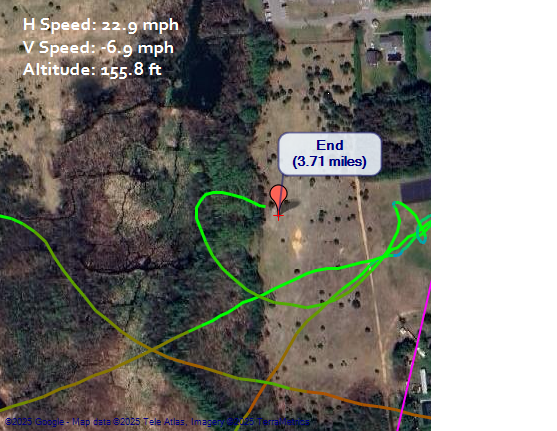 H Speed: 22.9 mph
V Speed: -6.9 mph
Altitude: 155.8 ft
End
(3.71 miles)
©2025 Google - Map data ©2025 Tele Atlas, Imagery ©2025 TerraMetrics